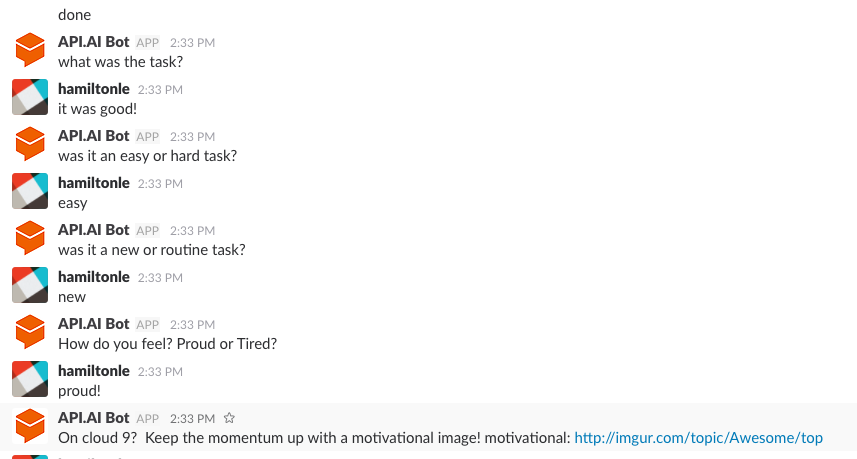 done
API.AI Bot APP 2:33 PM
what was the task?
hamiltonle 2:33 PM
it was good!
API.AI Bot APP 2:33 PM
was it an easy or hard task?
hamiltonle 2:33 PM
easy
API.AI Bot APP 2:33 PM
was it a new or routine task?
hamiltonle 2:33 PM
new
API.AI Bot APP 2:33 PM
How do you feel? Proud or Tired?
hamiltonle 2:33 PM
proud!
API.AI Bot APP 2:33 PM
On cloud 9?  Keep the momentum up with a motivational image! motivational: http://imgur.com/topic/Awesome/top